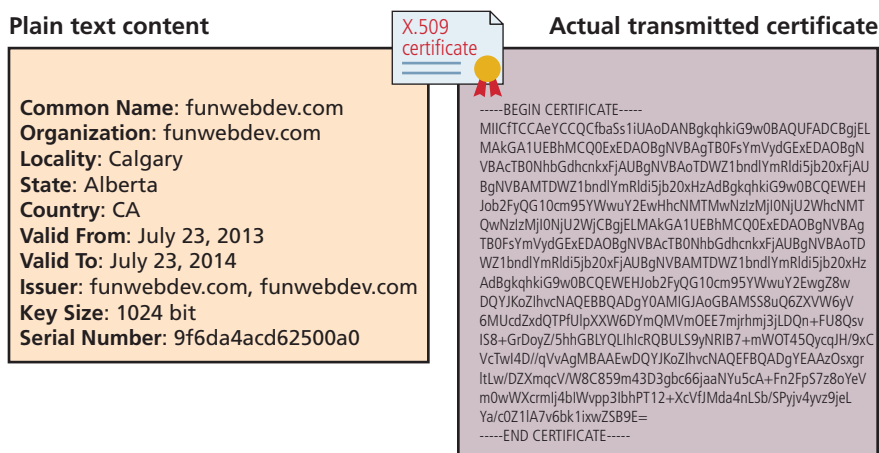 Plain text content
X.509
certificate
Actual transmitted certificate
Common Name: funwebdev.com
Organization: funwebdev.com
Locality: Calgary
State: Alberta
Country: CA
Valid From: July 23, 2013
Valid To: July 23, 2014
Issuer: funwebdev.com, funwebdev.com
Key Size: 1024 bit
Serial Number: 9f6da4acd62500a0
-----BEGIN CERTIFICATE-----
MIICfTCCAeYCCQCfbaSs1iUAoDANBgkqhkiG9w0BAQUFADCBgjEL
MAkGA1UEBhMCQ0ExEDAOBgNVBAgTB0FsYmVydGExEDAOBgN
VBAcTB0NhbGdhcnkxFjAUBgNVBAoTDWZ1bndlYmRldi5jb20xFjAU
BgNVBAMTDWZ1bndlYmRldi5jb20xHzAdBgkqhkiG9w0BCQEWEH
Job2FyQG10cm95YWwuY2EwHhcNMTMwNzIzMjI0NjU2WhcNMT
QwNzIzMjI0NjU2WjCBgjELMAkGA1UEBhMCQ0ExEDAOBgNVBAg
TB0FsYmVydGExEDAOBgNVBAcTB0NhbGdhcnkxFjAUBgNVBAoTD
WZ1bndlYmRldi5jb20xFjAUBgNVBAMTDWZ1bndlYmRldi5jb20xHz
AdBgkqhkiG9w0BCQEWEHJob2FyQG10cm95YWwuY2EwgZ8w
DQYJKoZIhvcNAQEBBQADgY0AMIGJAoGBAMSS8uQ6ZXVW6yV
6MUcdZxdQTPfUlpXXW6DYmQMVmOEE7mjrhmj3jLDQn+FU8Qsv
IS8+GrDoyZ/5hhGBLYQLIhIcRQBULS9yNRIB7+mWOT45QycqJH/9xC
VcTwI4D//qVvAgMBAAEwDQYJKoZIhvcNAQEFBQADgYEAAzOsxgr
ltLw/DZXmqcV/W8C859m43D3gbc66jaaNYu5cA+Fn2FpS7z8oYeV
m0wWXcrmIj4bIWvpp3IbhPT12+XcVfJMda4nLSb/SPyjv4yvz9jeL
Ya/c0Z1lA7v6bk1ixwZSB9E=
-----END CERTIFICATE-----